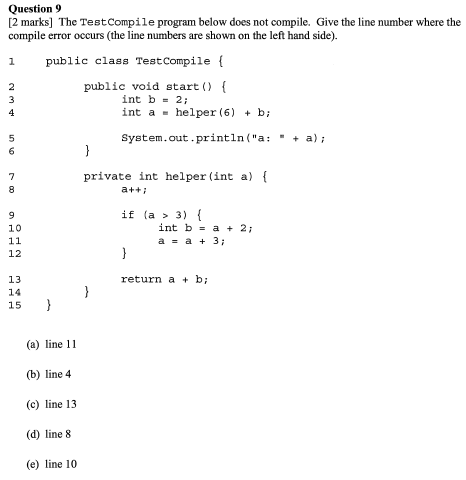 Question 9
[2 marks] The TestCompile program below does not compile. Give the line number where the
compile error occurs (the line numbers are shown on the left hand side).
1 public class TestCompile {
2 public void start() {
3 int b = 2;
4 int a = helper(6) + b;
5 System.out.println("a: " + a);
6 }
7 private int helper(int a) {
8 a++;
9 if (a > 3) {
10 int b = a + 2;
11 a = a + 3;
12 }
13 return a + b;
14 }
15 }
(a) line 11
(b) line 4
(c) line 13
(d) line 8
(e) line 10